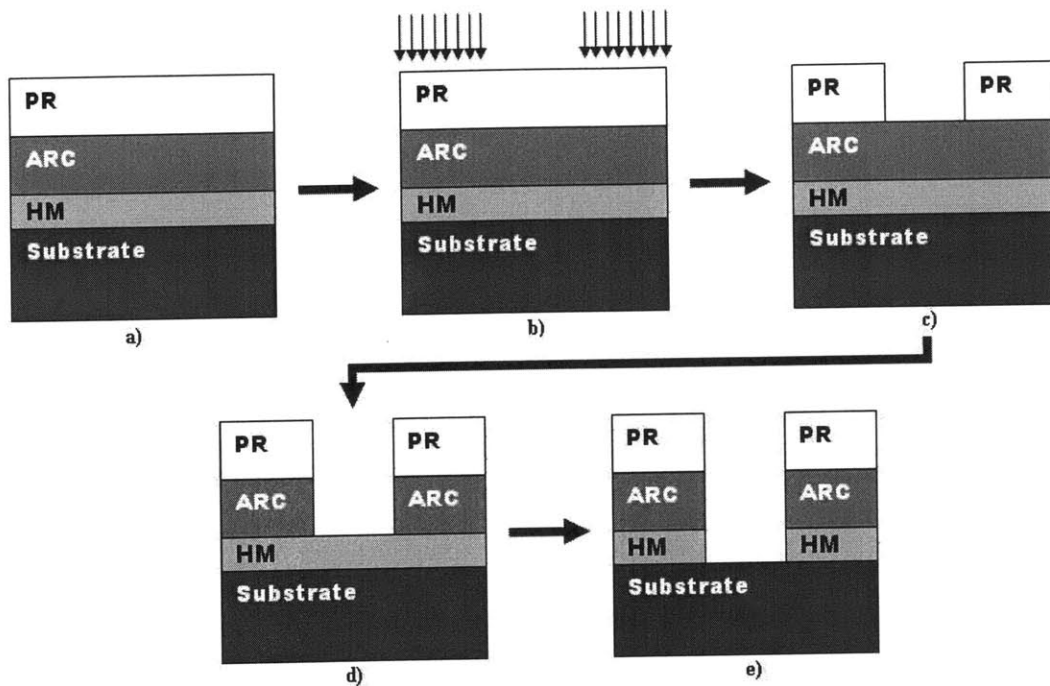 PR
ARC
HM
Substrate
a)
PR
ARC
HM
Substrate
b)
PR PR
ARC
HM
Substrate
c)
PR PR
ARC ARC
HM
Substrate
d)
PR PR
ARC ARC
HM HM
Substrate
e)